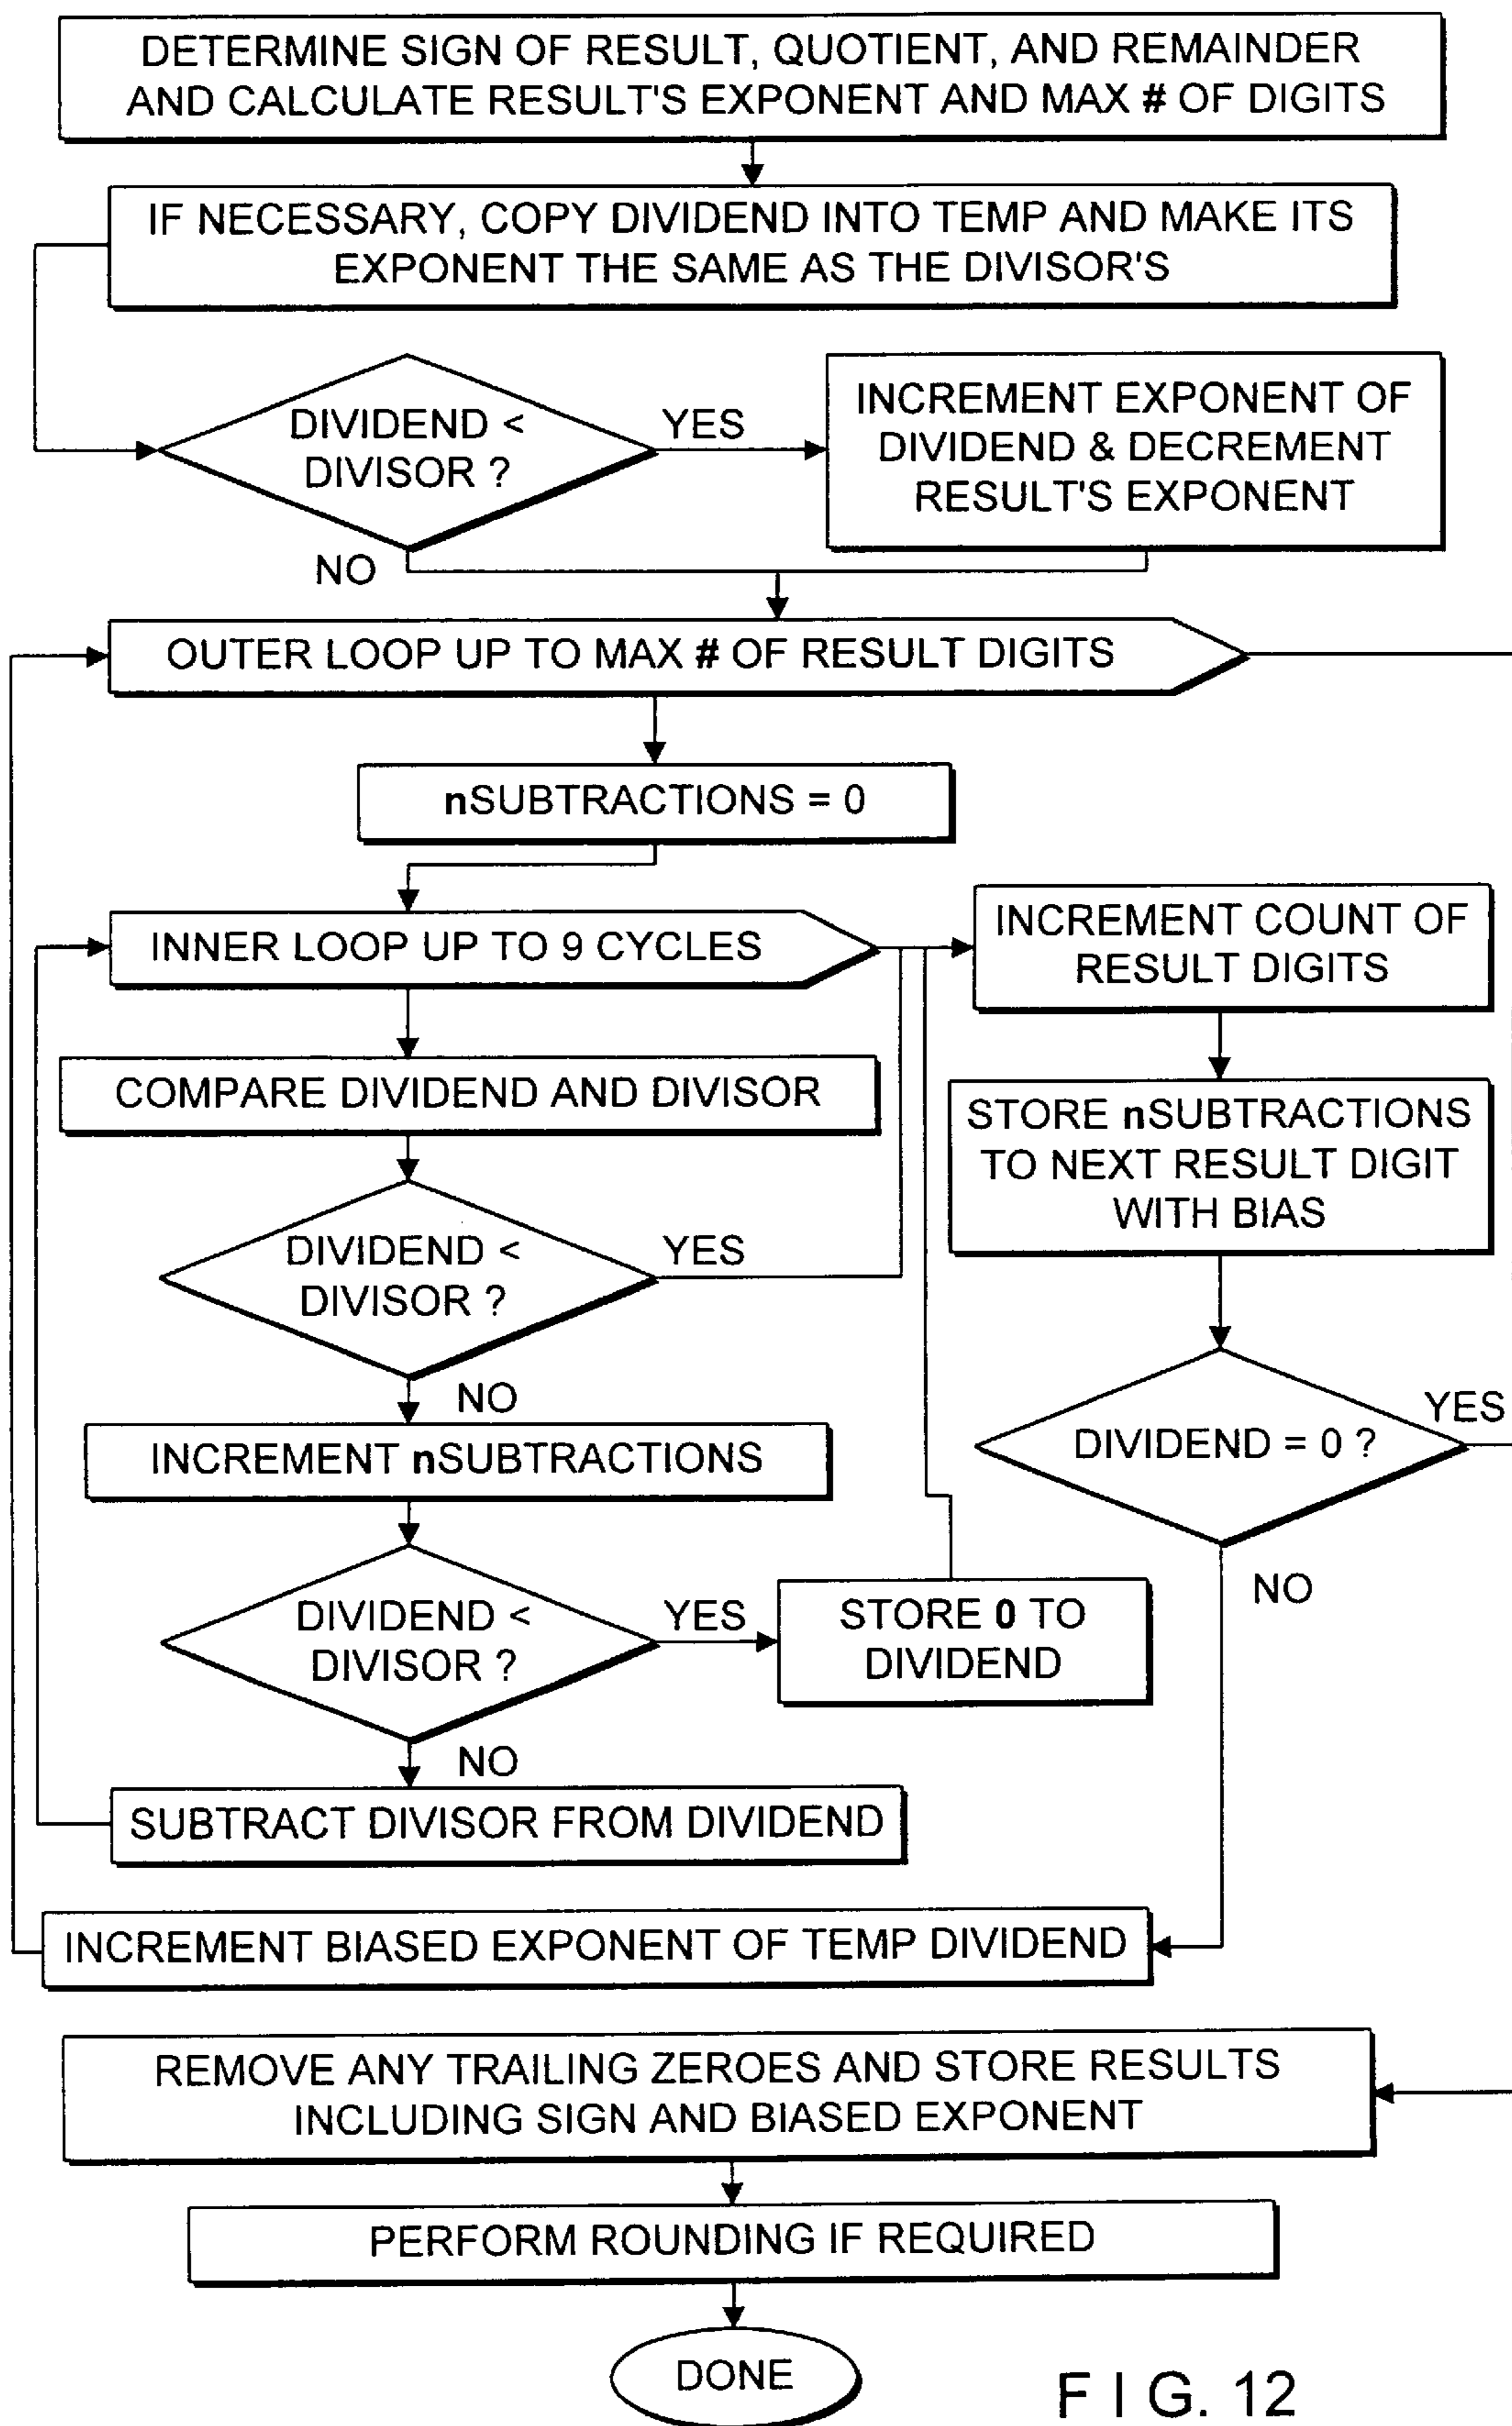 DETERMINE SIGN OF RESULT, QUOTIENT, AND REMAINDER
AND CALCULATE RESULT'S EXPONENT AND MAX # OF DIGITS
IF NECESSARY, COPY DIVIDEND INTO TEMP AND MAKE ITS
EXPONENT THE SAME AS THE DIVISOR'S
DIVIDEND <
DIVISOR ?
YES
INCREMENT EXPONENT OF
DIVIDEND & DECREMENT
RESULT'S EXPONENT
NO
OUTER LOOP UP TO MAX # OF RESULT DIGITS
nSUBTRACTIONS = 0
INNER LOOP UP TO 9 CYCLES
INCREMENT COUNT OF
RESULT DIGITS
COMPARE DIVIDEND AND DIVISOR
STORE nSUBTRACTIONS
TO NEXT RESULT DIGIT
WITH BIAS
DIVIDEND <
DIVISOR ?
YES
NO
DIVIDEND = 0 ?
YES
NO
INCREMENT nSUBTRACTIONS
DIVIDEND <
DIVISOR ?
YES
STORE 0 TO
DIVIDEND
NO
SUBTRACT DIVISOR FROM DIVIDEND
INCREMENT BIASED EXPONENT OF TEMP DIVIDEND
REMOVE ANY TRAILING ZEROES AND STORE RESULTS
INCLUDING SIGN AND BIASED EXPONENT
PERFORM ROUNDING IF REQUIRED
DONE
FIG. 12